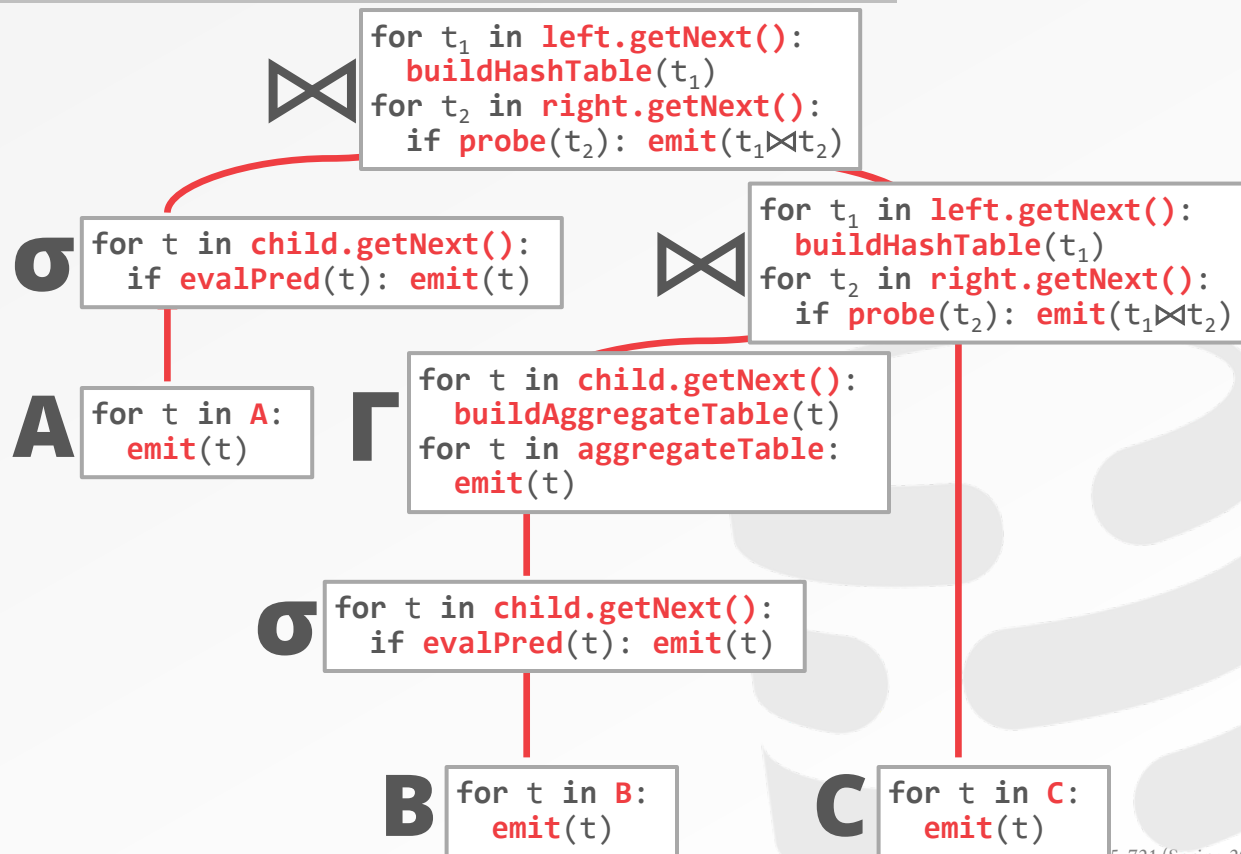 for t₁ in left.getNext():
buildHashTable(t₁)
for t₂ in right.getNext():
if probe(t₂): emit(t₁⨝t₂)
⨝
for t₁ in left.getNext():
buildHashTable(t₁)
for t₂ in right.getNext():
if probe(t₂): emit(t₁⨝t₂)
⨝
σ
for t in child.getNext():
if evalPred(t): emit(t)
A
for t in A:
emit(t)
Γ
for t in child.getNext():
buildAggregateTable(t)
for t in aggregateTable:
emit(t)
σ
for t in child.getNext():
if evalPred(t): emit(t)
B
for t in B:
emit(t)
C
for t in C:
emit(t)